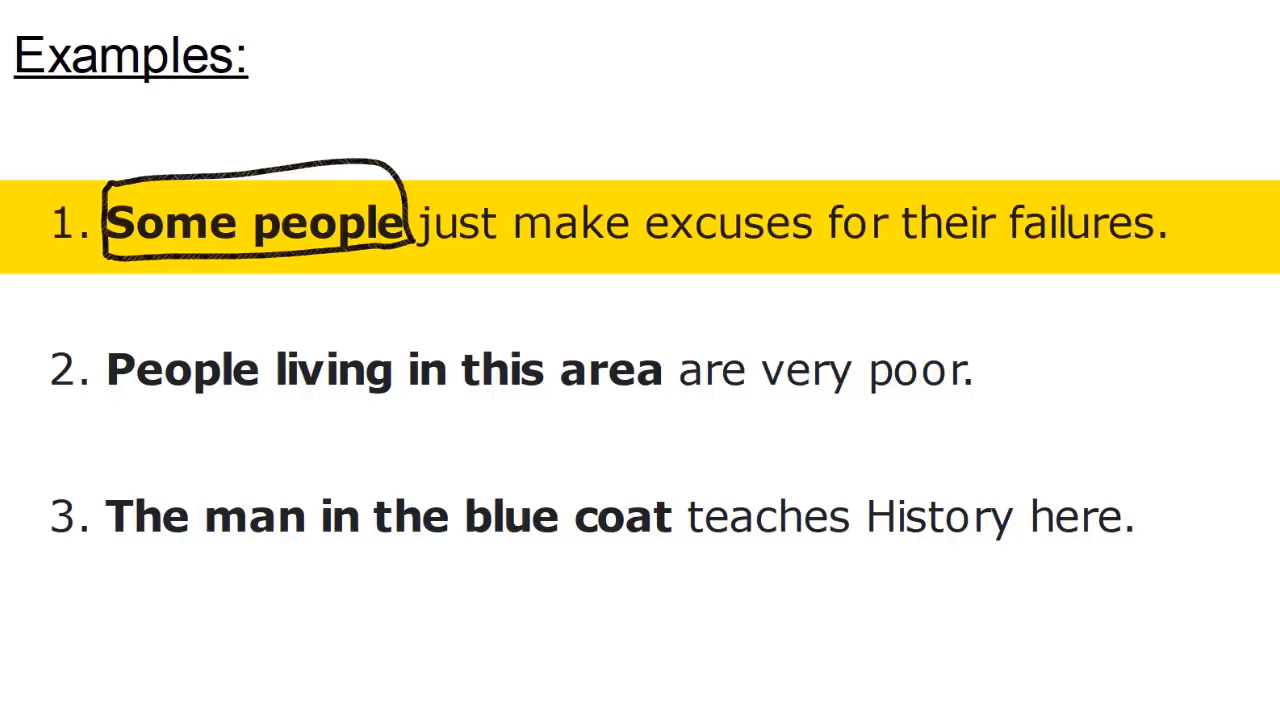 Examples:
1. Some people just make excuses for their failures.
2. People living in this area are very poor.
3. The man in the blue coat teaches History here.